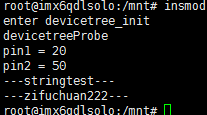 root@imx6qdlsolo:/mnt# insmod
enter devicetree_init
devicetreeProbe
pin1 = 20
pin2 = 50
---stringtest---
---zifuchuan222---
root@imx6qdlsolo:/mnt#